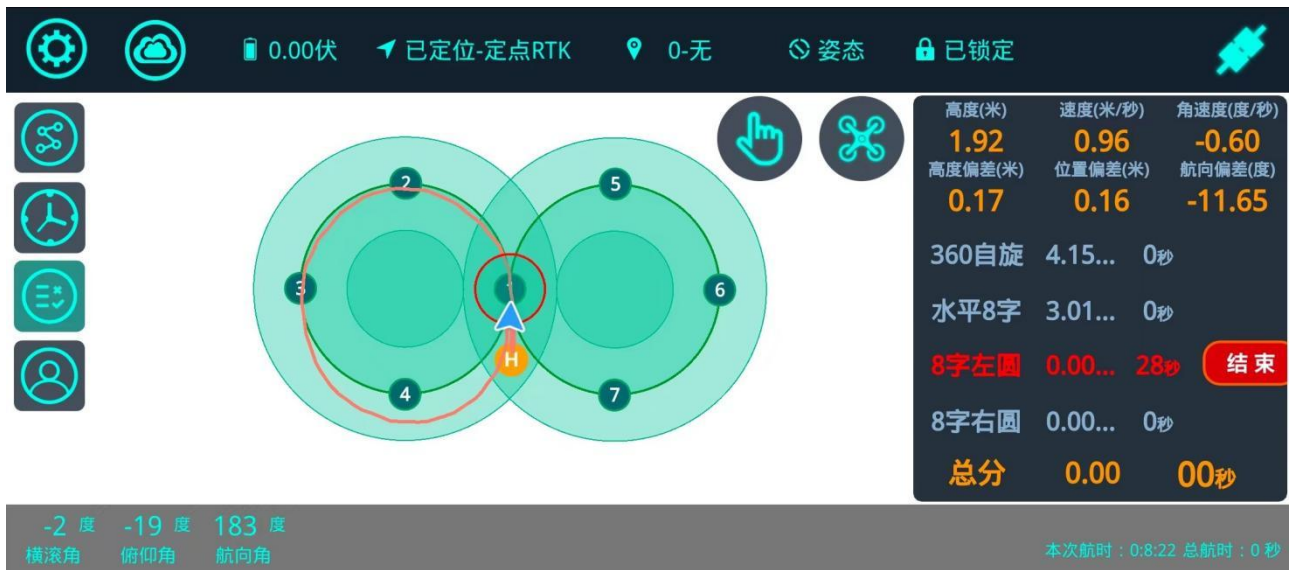 0.00伏 已定位-定点RTK 0-无 姿态 已锁定
高度(米) 速度(米/秒) 角速度(度/秒)
1.92 0.96 -0.60
高度偏差(米) 位置偏差(米) 航向偏差(度)
0.17 0.16 -11.65
360自旋 4.15... 0秒
水平8字 3.01... 0秒
8字左圆 0.00... 28秒 结束
8字右圆 0.00... 0秒
总分 0.00 00秒
2 5
3 1 6
H
4 7
-2 度 -19 度 183 度
横滚角 俯仰角 航向角
本次航时：0:8:22 总航时：0 秒